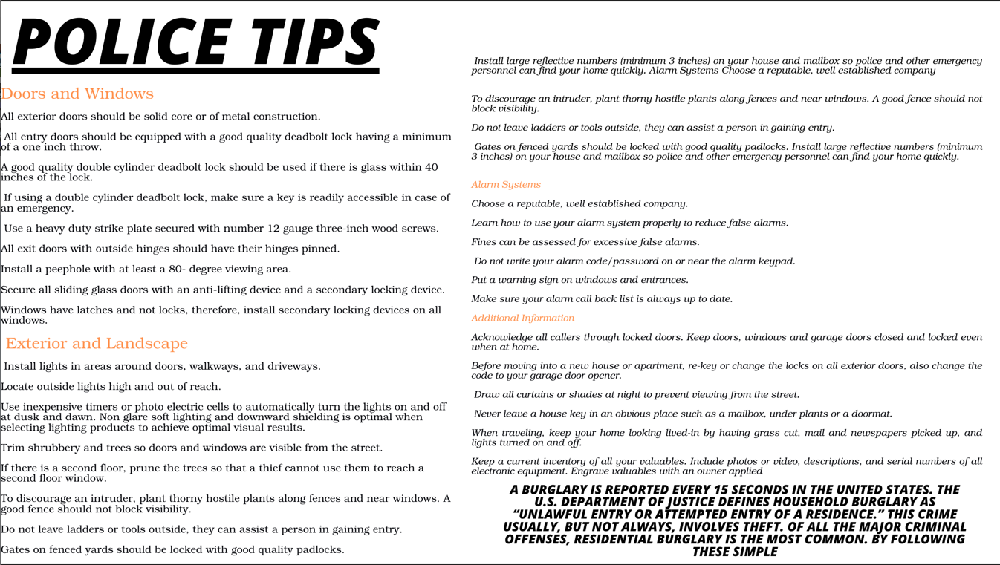 POLICE TIPS
Doors and Windows
All exterior doors should be solid core or of metal construction.
All entry doors should be equipped with a good quality deadbolt lock having a minimum
of a one inch throw.
A good quality double cylinder deadbolt lock should be used if there is glass within 40
inches of the lock.
If using a double cylinder deadbolt lock, make sure a key is readily accessible in case of
an emergency.
Use a heavy duty strike plate secured with number 12 gauge three-inch wood screws.
All exit doors with outside hinges should have their hinges pinned.
Install a peephole with at least a 80- degree viewing area.
Secure all sliding glass doors with an anti-lifting device and a secondary locking device.
Windows have latches and not locks, therefore, install secondary locking devices on all
windows.
Exterior and Landscape
Install lights in areas around doors, walkways, and driveways.
Locate outside lights high and out of reach.
Use inexpensive timers or photo electric cells to automatically turn the lights on and off
at dusk and dawn. Non glare soft lighting and downward shielding is optimal when
selecting lighting products to achieve optimal visual results.
Trim shrubbery and trees so doors and windows are visible from the street.
If there is a second floor, prune the trees so that a thief cannot use them to reach a
second floor window.
To discourage an intruder, plant thorny hostile plants along fences and near windows. A
good fence should not block visibility.
Do not leave ladders or tools outside, they can assist a person in gaining entry.
Gates on fenced yards should be locked with good quality padlocks.
Install large reflective numbers (minimum 3 inches) on your house and mailbox so police and other emergency
personnel can find your home quickly. Alarm Systems Choose a reputable, well established company
To discourage an intruder, plant thorny hostile plants along fences and near windows. A good fence should not
block visibility.
Do not leave ladders or tools outside, they can assist a person in gaining entry.
Gates on fenced yards should be locked with good quality padlocks. Install large reflective numbers (minimum
3 inches) on your house and mailbox so police and other emergency personnel can find your home quickly.
Alarm Systems
Choose a reputable, well established company.
Learn how to use your alarm system properly to reduce false alarms.
Fines can be assessed for excessive false alarms.
Do not write your alarm code/password on or near the alarm keypad.
Put a warning sign on windows and entrances.
Make sure your alarm call back list is always up to date.
Additional Information
Acknowledge all callers through locked doors. Keep doors, windows and garage doors closed and locked even
when at home.
Before moving into a new house or apartment, re-key or change the locks on all exterior doors, also change the
code to your garage door opener.
Draw all curtains or shades at night to prevent viewing from the street.
Never leave a house key in an obvious place such as a mailbox, under plants or a doormat.
When traveling, keep your home looking lived-in by having grass cut, mail and newspapers picked up, and
lights turned on and off.
Keep a current inventory of all your valuables. Include photos or video, descriptions, and serial numbers of all
electronic equipment. Engrave valuables with an owner applied
A BURGLARY IS REPORTED EVERY 15 SECONDS IN THE UNITED STATES. THE
U.S. DEPARTMENT OF JUSTICE DEFINES HOUSEHOLD BURGLARY AS
“UNLAWFUL ENTRY OR ATTEMPTED ENTRY OF A RESIDENCE.” THIS CRIME
USUALLY, BUT NOT ALWAYS, INVOLVES THEFT. OF ALL THE MAJOR CRIMINAL
OFFENSES, RESIDENTIAL BURGLARY IS THE MOST COMMON. BY FOLLOWING
THESE SIMPLE